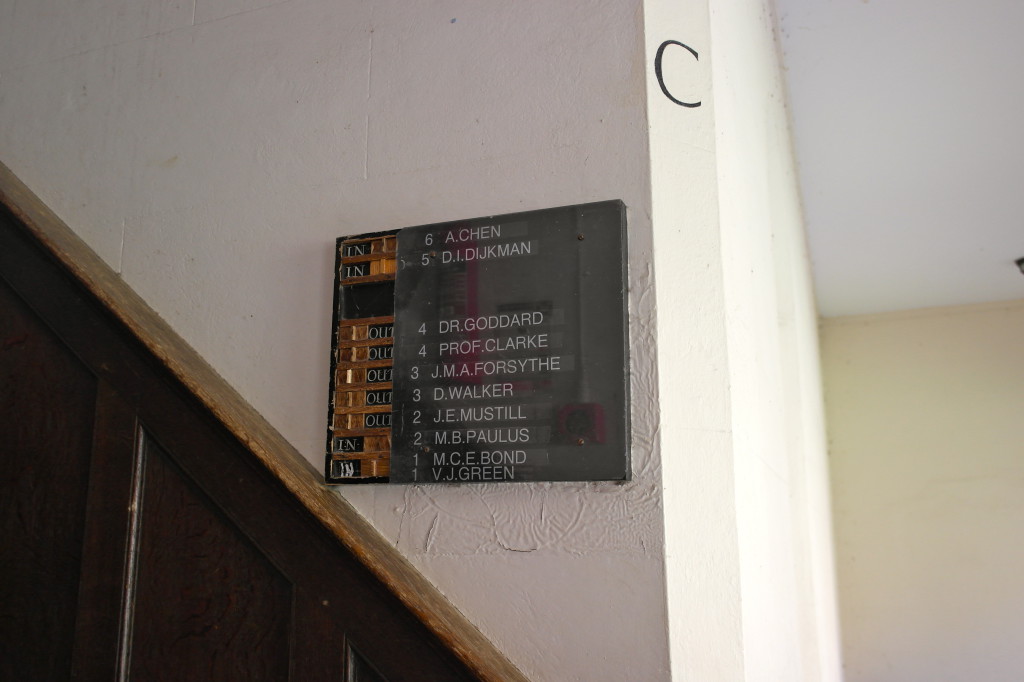 C
IN 6 A.CHEN
IN 5 D.I.DIJKMAN
OUT 4 DR.GODDARD
OUT 4 PROF.CLARKE
OUT 3 J.M.A.FORSYTHE
OUT 3 D.WALKER
OUT 2 J.E.MUSTILL
IN 2 M.B.PAULUS
IN 1 M.C.E.BOND
1 V.J.GREEN